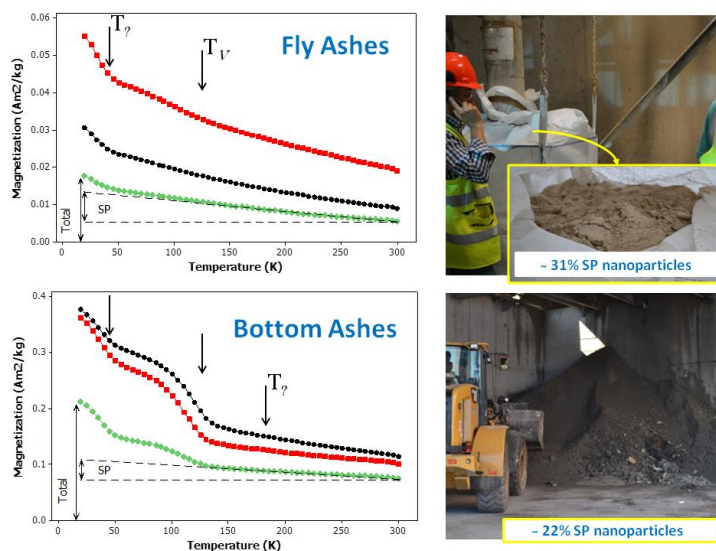 Fly Ashes
T?
TV
Magnetization (Am2/kg)
0.06
0.05
0.04
0.03
0.02
0.01
0.00
Total
SP
0 50 100 150 200 250 300
Temperature (K)
~ 31% SP nanoparticles
Bottom Ashes
T?
Magnetization (Am2/kg)
0.4
0.3
0.2
0.1
0.0
Total
SP
0 50 100 150 200 250 300
Temperature (K)
~ 22% SP nanoparticles